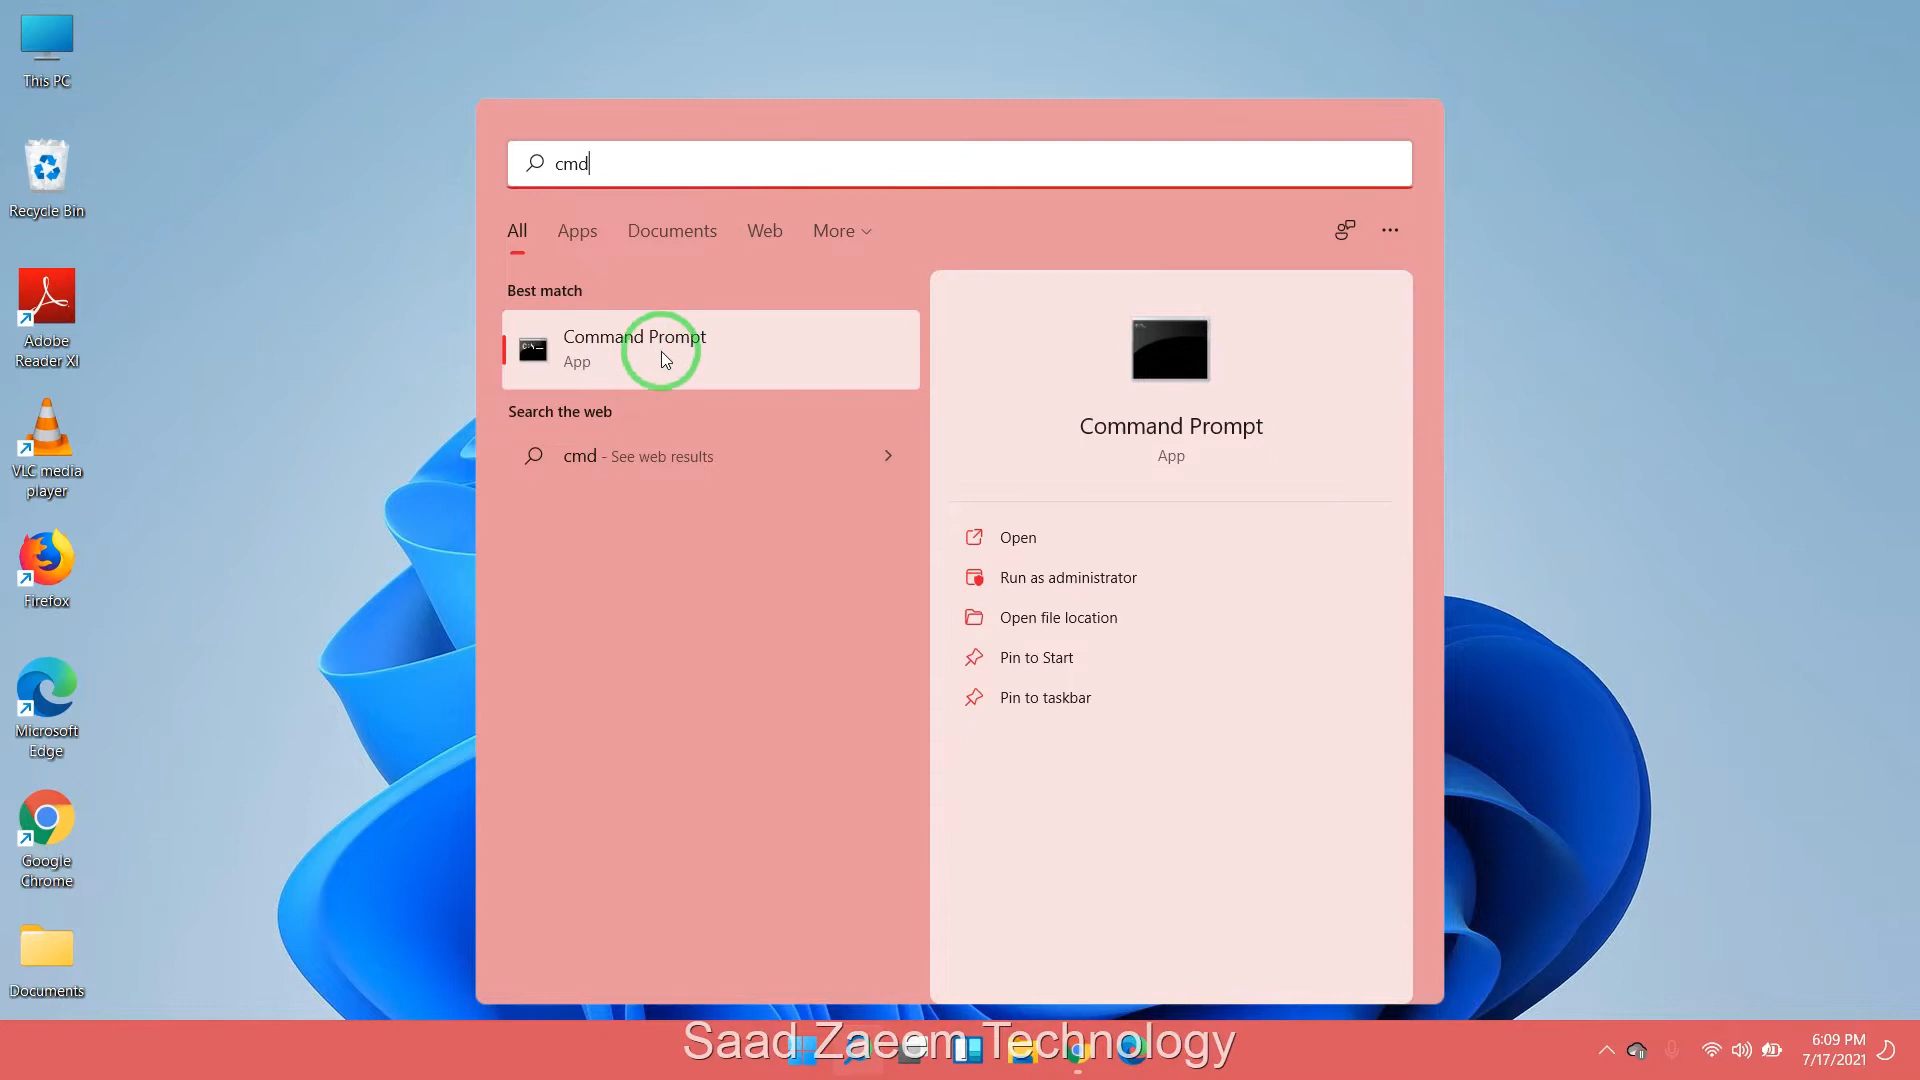 This PC
Recycle Bin
Adobe
Reader XI
VLC media
player
Firefox
Microsoft
Edge
Google
Chrome
Documents
cmd
All Apps Documents Web More
Best match
Command Prompt
App
Search the web
cmd - See web results
Command Prompt
App
Open
Run as administrator
Open file location
Pin to Start
Pin to taskbar
Saad Zaeem Technology
6:09 PM
7/17/2021